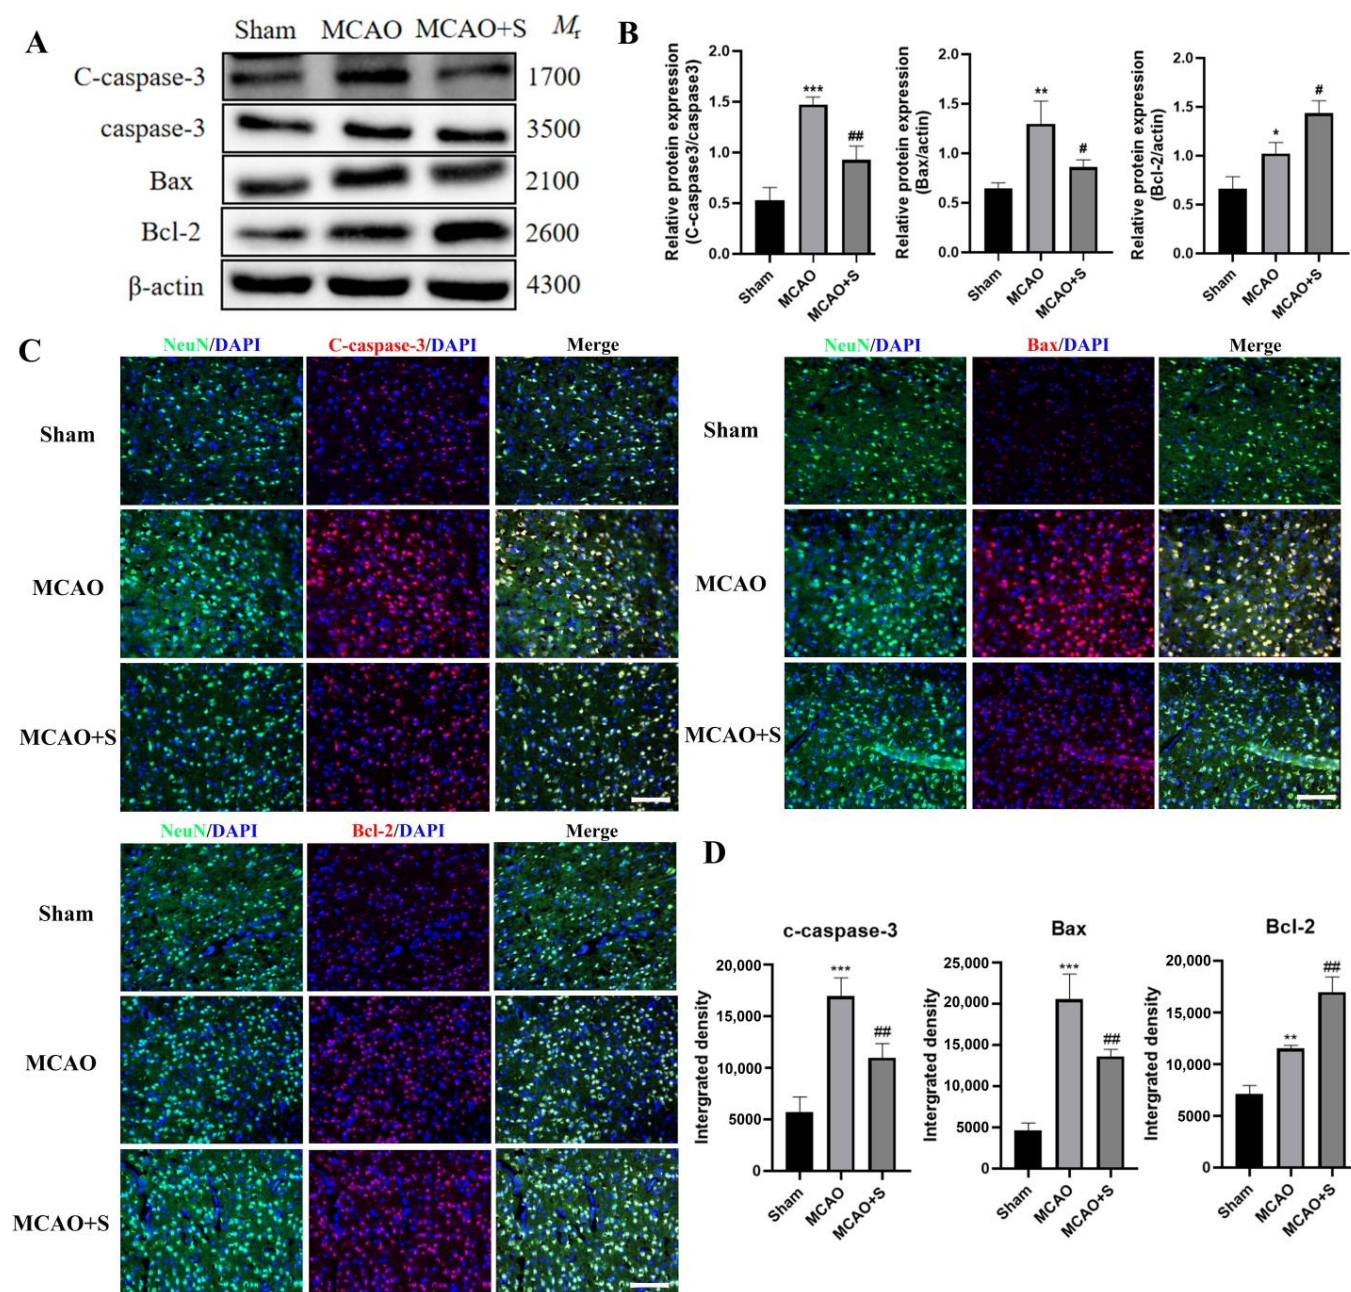 A
Sham MCAO MCAO+S Mr
C-caspase-3 1700
caspase-3 3500
Bax 2100
Bcl-2 2600
β-actin 4300
B
Relative protein expression
(C-caspase3/caspase3)
2.0
1.5
1.0
0.5
0.0
***
##
Sham
MCAO
MCAO+S
Relative protein expression
(Bax/actin)
2.0
1.5
1.0
0.5
0.0
**
#
Sham
MCAO
MCAO+S
Relative protein expression
(Bcl-2/actin)
2.0
1.5
1.0
0.5
0.0
*
#
Sham
MCAO
MCAO+S
C
NeuN/DAPI C-caspase-3/DAPI Merge
Sham
MCAO
MCAO+S
NeuN/DAPI Bax/DAPI Merge
Sham
MCAO
MCAO+S
NeuN/DAPI Bcl-2/DAPI Merge
Sham
MCAO
MCAO+S
D
c-caspase-3
Intergrated density
20,000
15,000
10,000
5000
0
***
##
Sham
MCAO
MCAO+S
Bax
Intergrated density
25,000
20,000
15,000
10,000
5000
0
***
##
Sham
MCAO
MCAO+S
Bcl-2
Intergrated density
20,000
15,000
10,000
5000
0
**
##
Sham
MCAO
MCAO+S